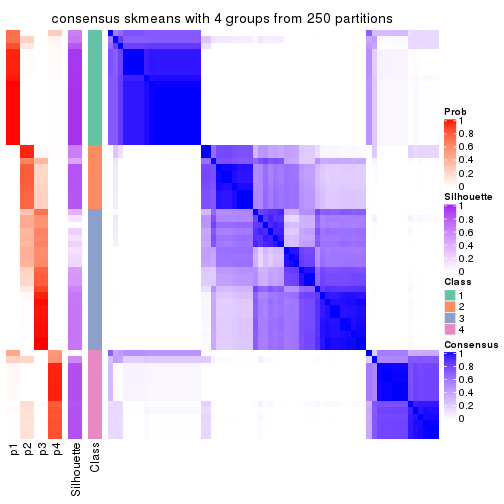 consensus skmeans with 4 groups from 250 partitions
Prob
1
0.8
0.6
0.4
0.2
0
Silhouette
1
0.8
0.6
0.4
0.2
0
Class
1
2
3
4
Consensus
1
0.8
0.6
0.4
0.2
0
p1
p2
p3
p4
Silhouette
Class